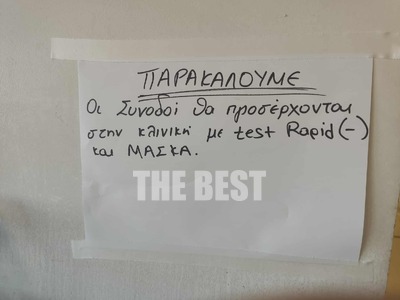 ΠΑΡΑΚΑΛΟΥΜΕ
Οι Συνοδοί θα προσέρχονται
στην κλινική με test Rapid (-)
και ΜΑΣΚΑ.
THE BEST